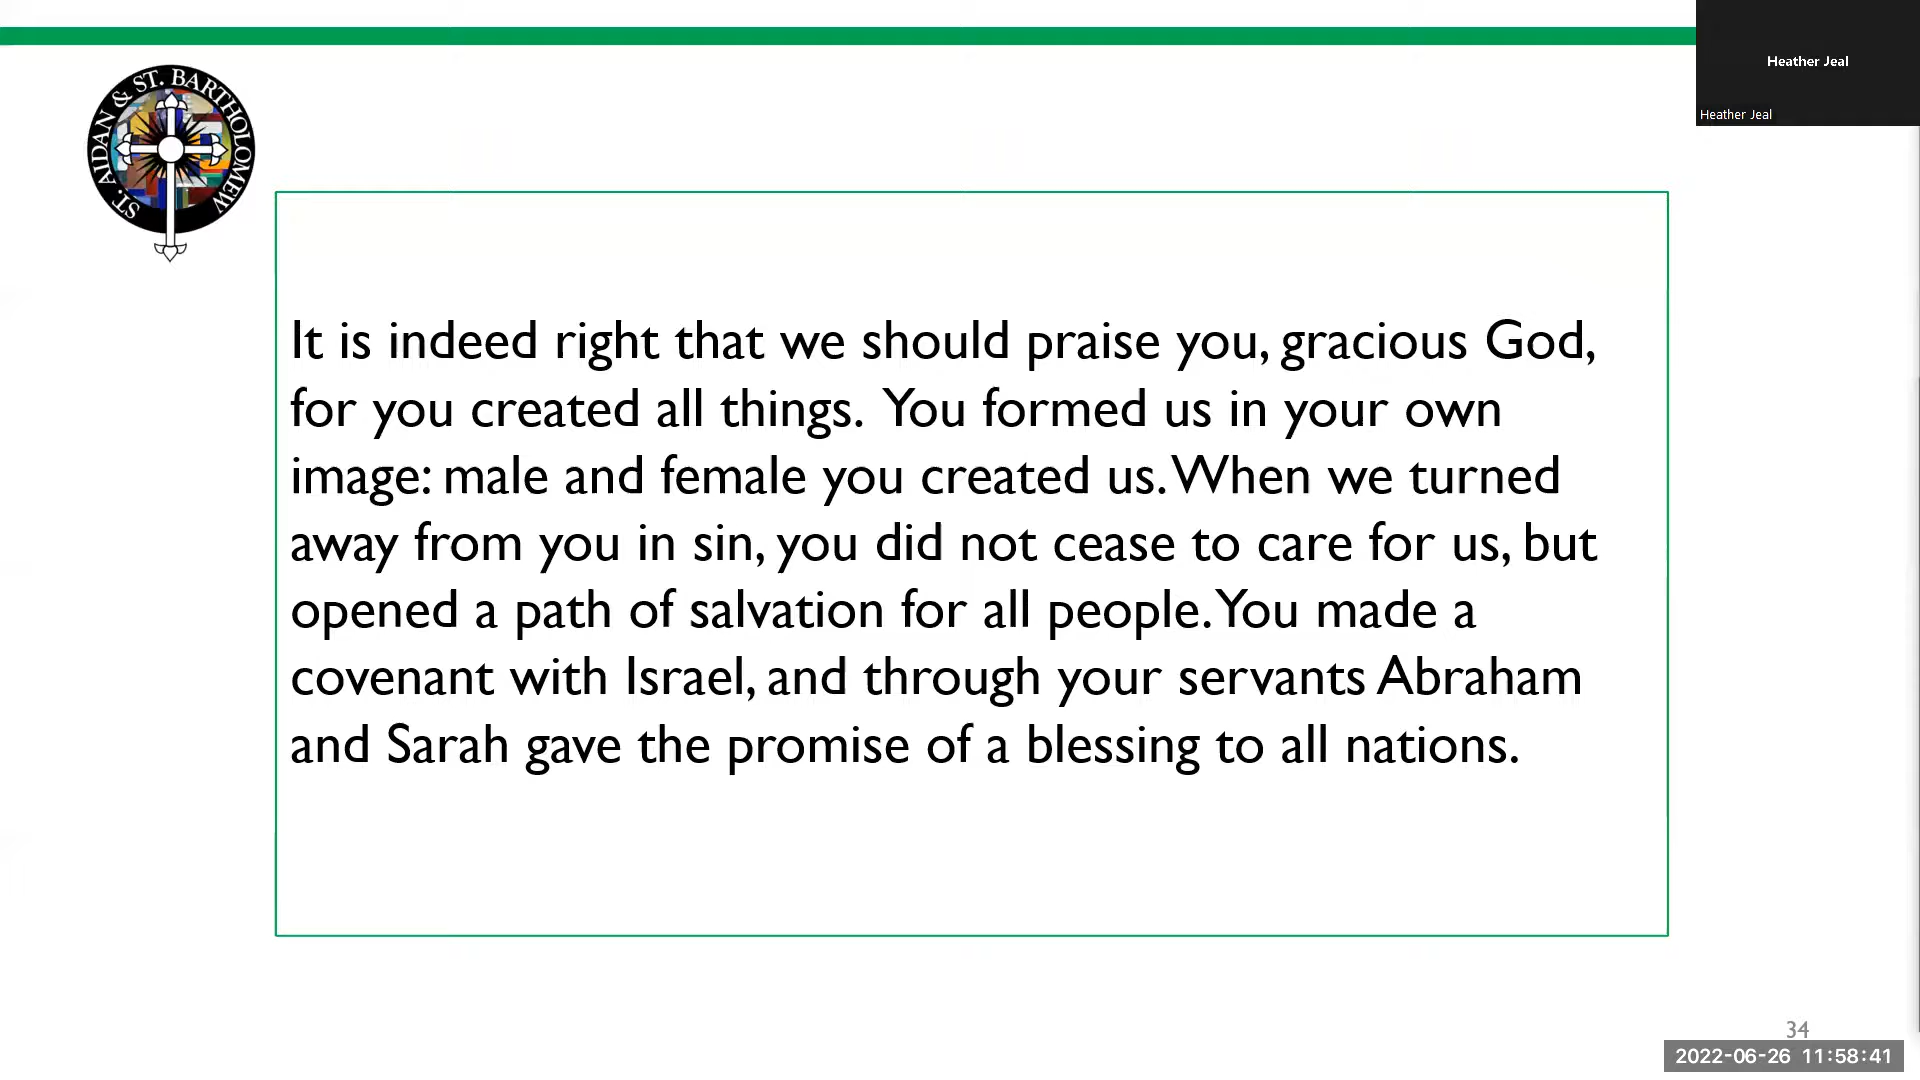 Heather Jeal
Heather Jeal
ST. AIDAN & ST. BARTHOLOMEW
It is indeed right that we should praise you, gracious God,
for you created all things.  You formed us in your own
image: male and female you created us. When we turned
away from you in sin, you did not cease to care for us, but
opened a path of salvation for all people. You made a
covenant with Israel, and through your servants Abraham
and Sarah gave the promise of a blessing to all nations.
34
2022-06-26 11:58:41